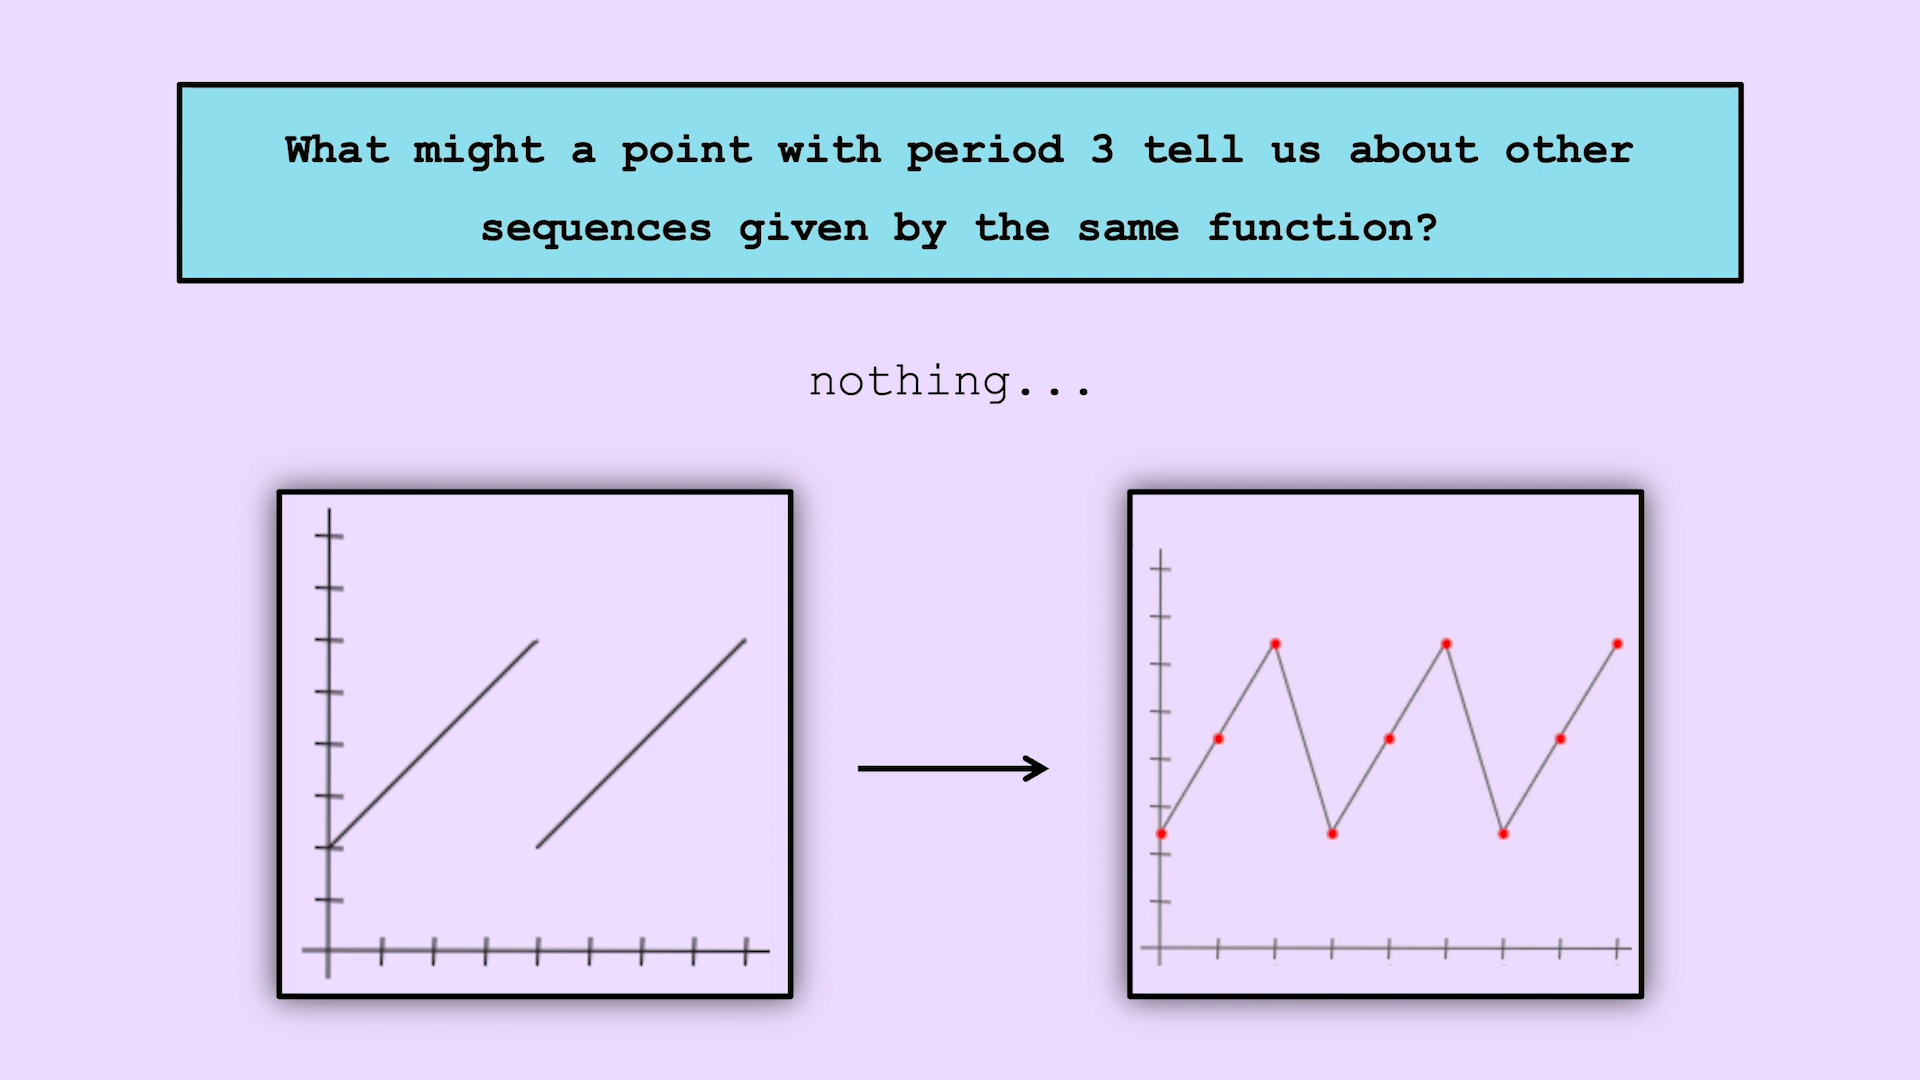 What might a point with period 3 tell us about other
sequences given by the same function?
nothing...